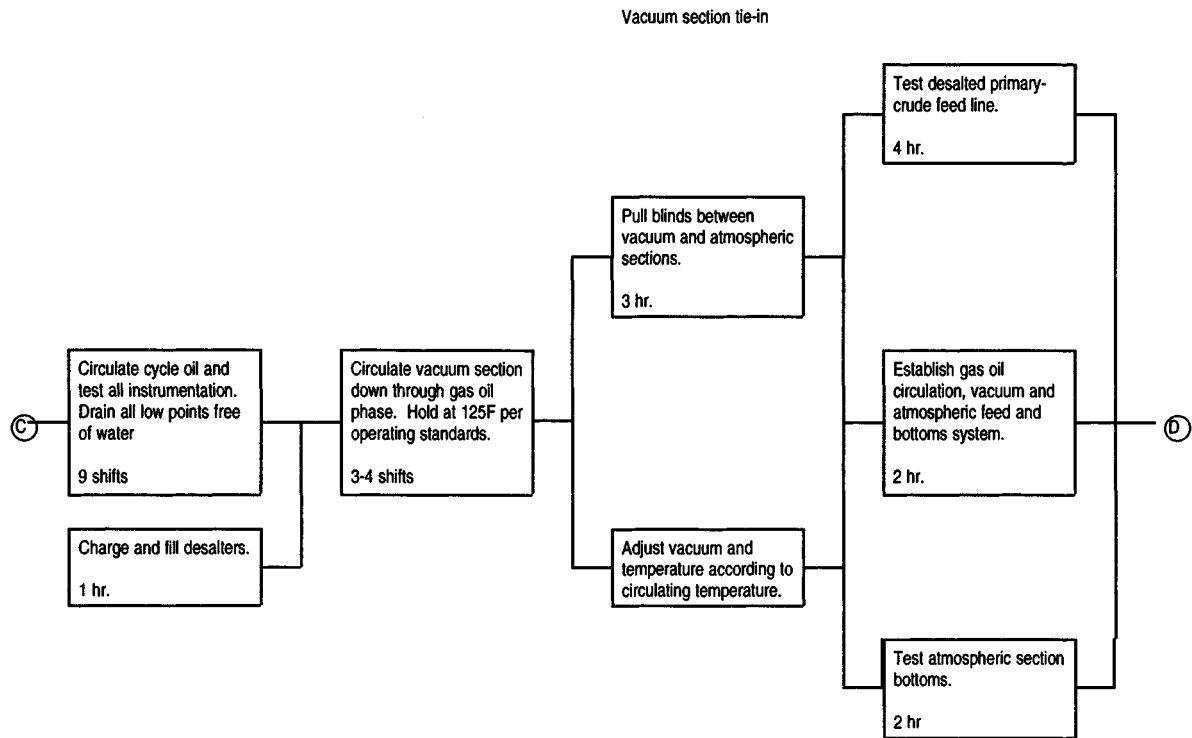 Vacuum section tie-in
C
Circulate cycle oil and
test all instrumentation.
Drain all low points free
of water
9 shifts
Charge and fill desalters.
1 hr.
Circulate vacuum section
down through gas oil
phase. Hold at 125F per
operating standards.
3-4 shifts
Pull blinds between
vacuum and atmospheric
sections.
3 hr.
Adjust vacuum and
temperature according to
circulating temperature.
Test desalted primary-
crude feed line.
4 hr.
Establish gas oil
circulation, vacuum and
atmospheric feed and
bottoms system.
2 hr.
Test atmospheric section
bottoms.
2 hr
D